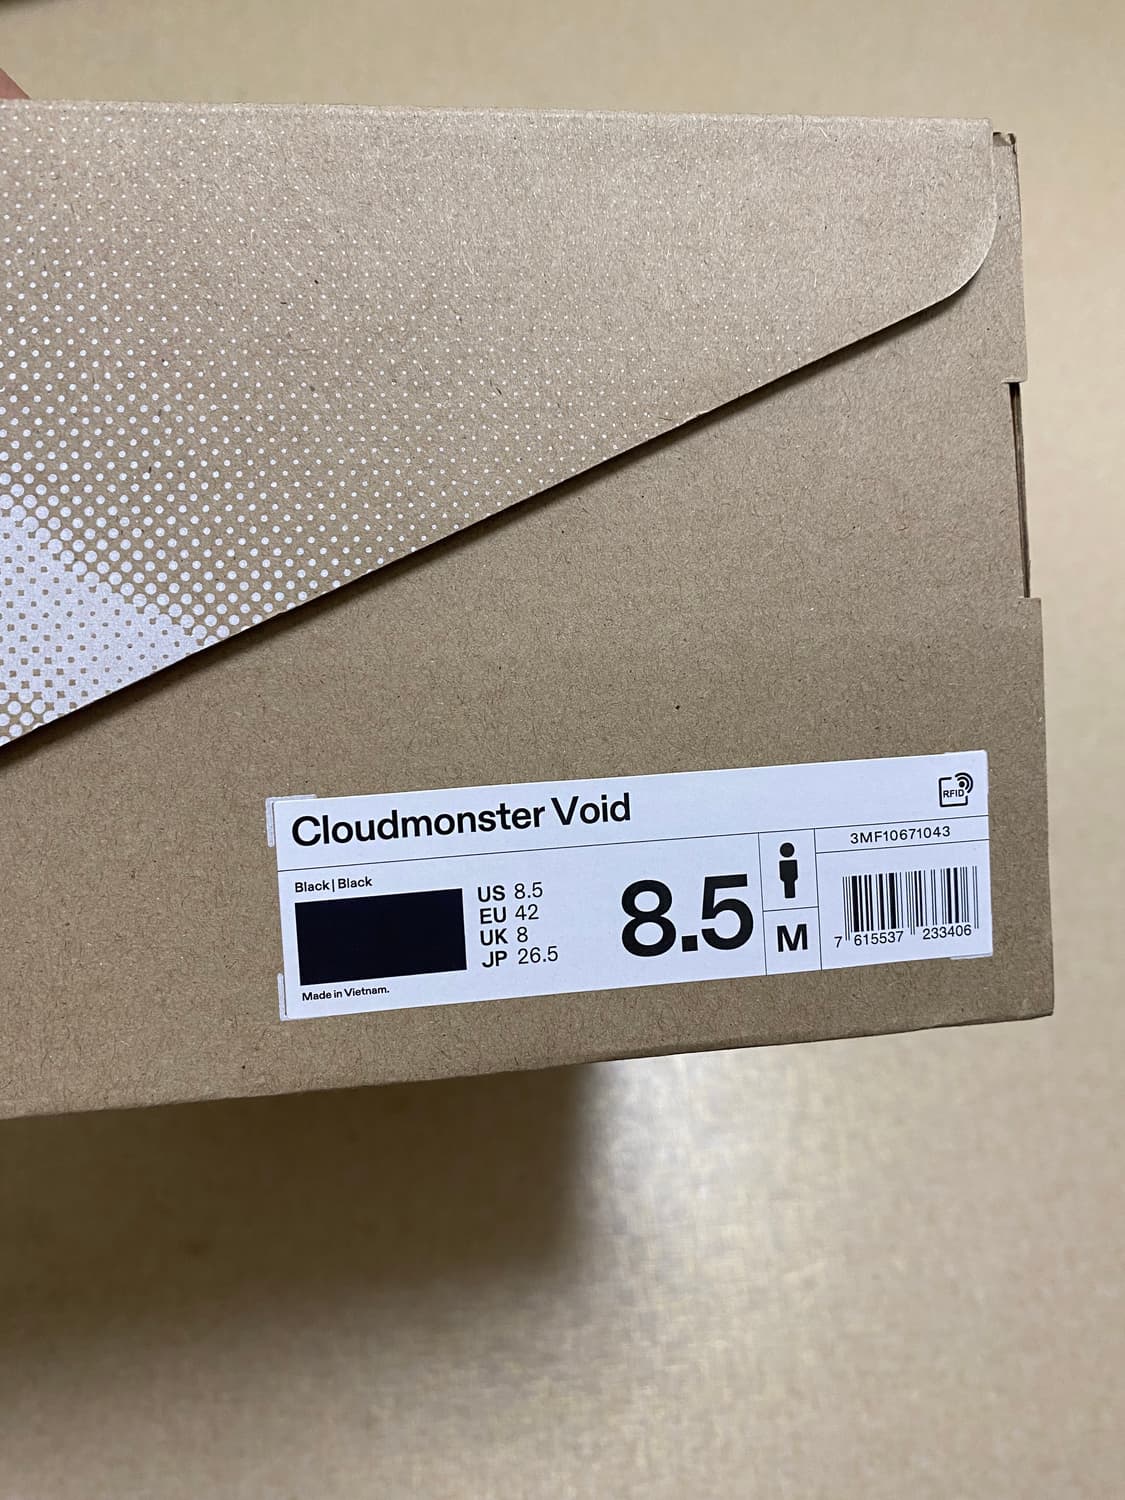 Cloudmonster Void
RFID
Black | Black
US 8.5
EU 42
UK 8
JP 26.5
Made in Vietnam.
8.5
M
3MF10671043
7 615537 233406